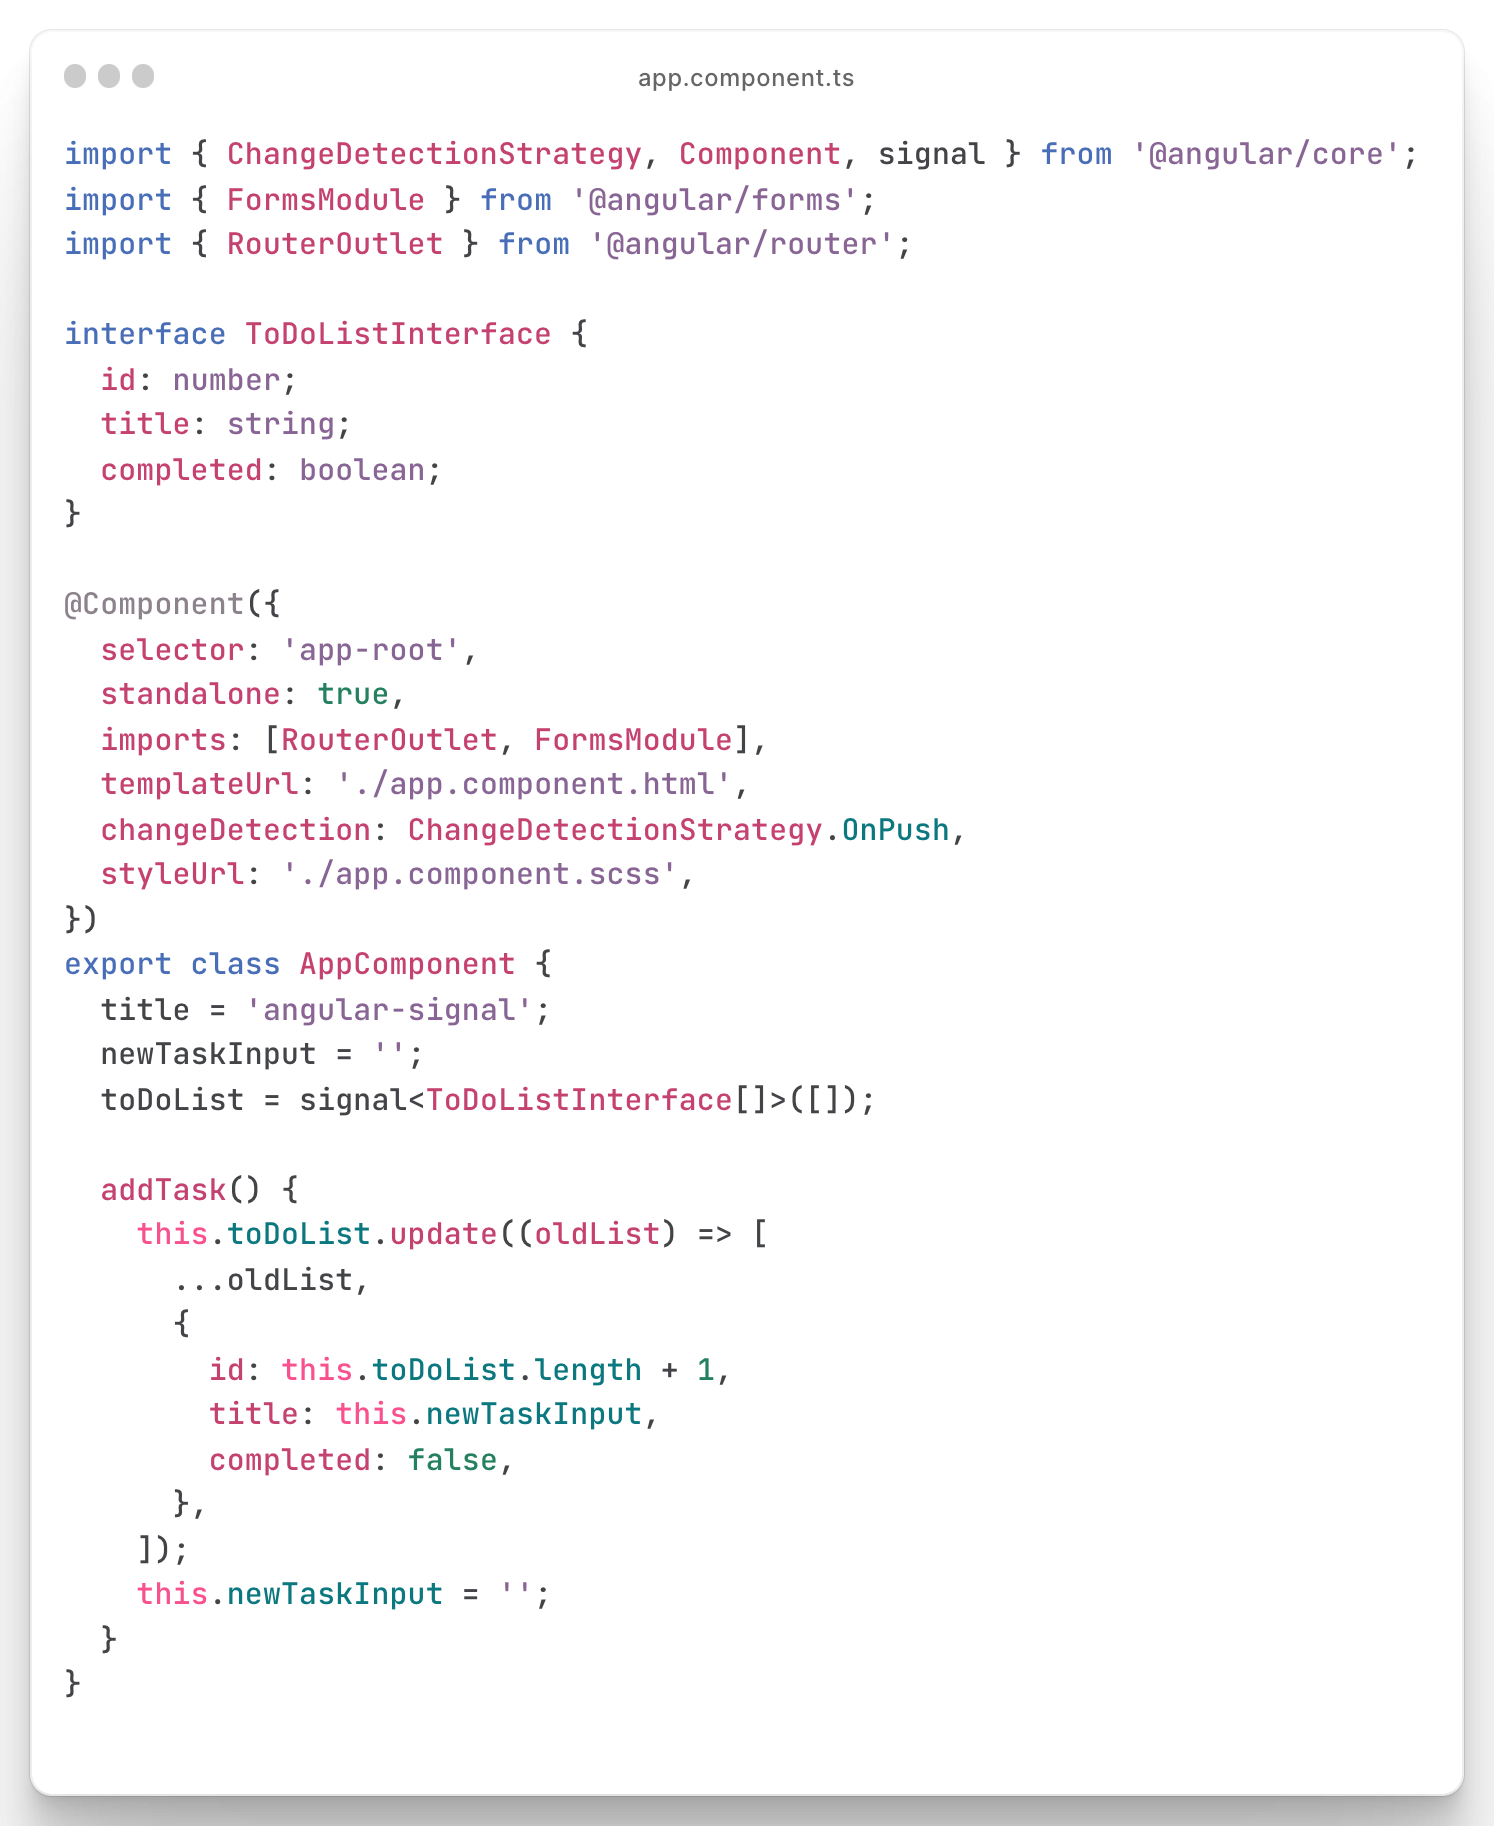 app.component.ts
import { ChangeDetectionStrategy, Component, signal } from '@angular/core';
import { FormsModule } from '@angular/forms';
import { RouterOutlet } from '@angular/router';

interface ToDoListInterface {
  id: number;
  title: string;
  completed: boolean;
}

@Component({
  selector: 'app-root',
  standalone: true,
  imports: [RouterOutlet, FormsModule],
  templateUrl: './app.component.html',
  changeDetection: ChangeDetectionStrategy.OnPush,
  styleUrl: './app.component.scss',
})
export class AppComponent {
  title = 'angular-signal';
  newTaskInput = '';
  toDoList = signal<ToDoListInterface[]>([]);

  addTask() {
    this.toDoList.update((oldList) => [
      ...oldList,
      {
        id: this.toDoList.length + 1,
        title: this.newTaskInput,
        completed: false,
      },
    ]);
    this.newTaskInput = '';
  }
}